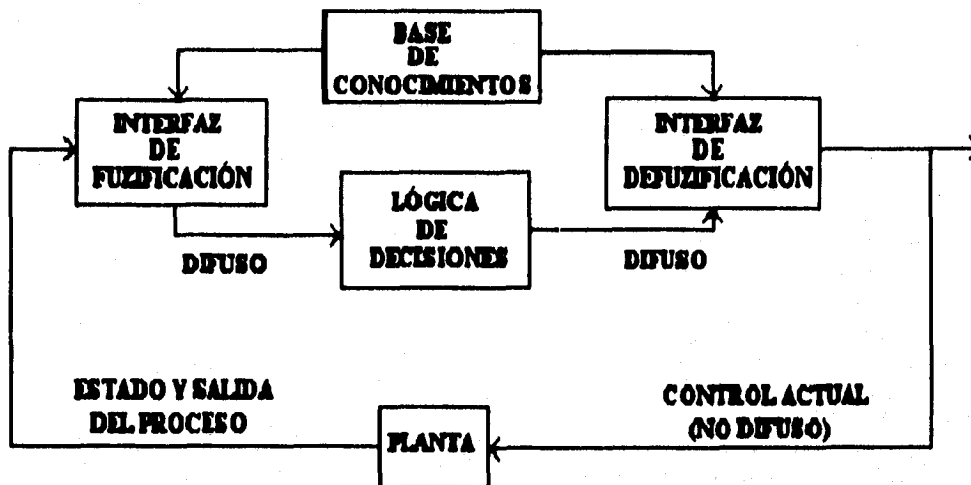 BASE
DE
CONOCIMIENTOS
INTERFAZ
DE
FUZIFICACIÓN
INTERFAZ
DE
DEFUZIFICACIÓN
LÓGICA
DE
DECISIONES
DIFUSO
DIFUSO
ESTADO Y SALIDA
DEL PROCESO
CONTROL ACTUAL
(NO DIFUSO)
PLANTA